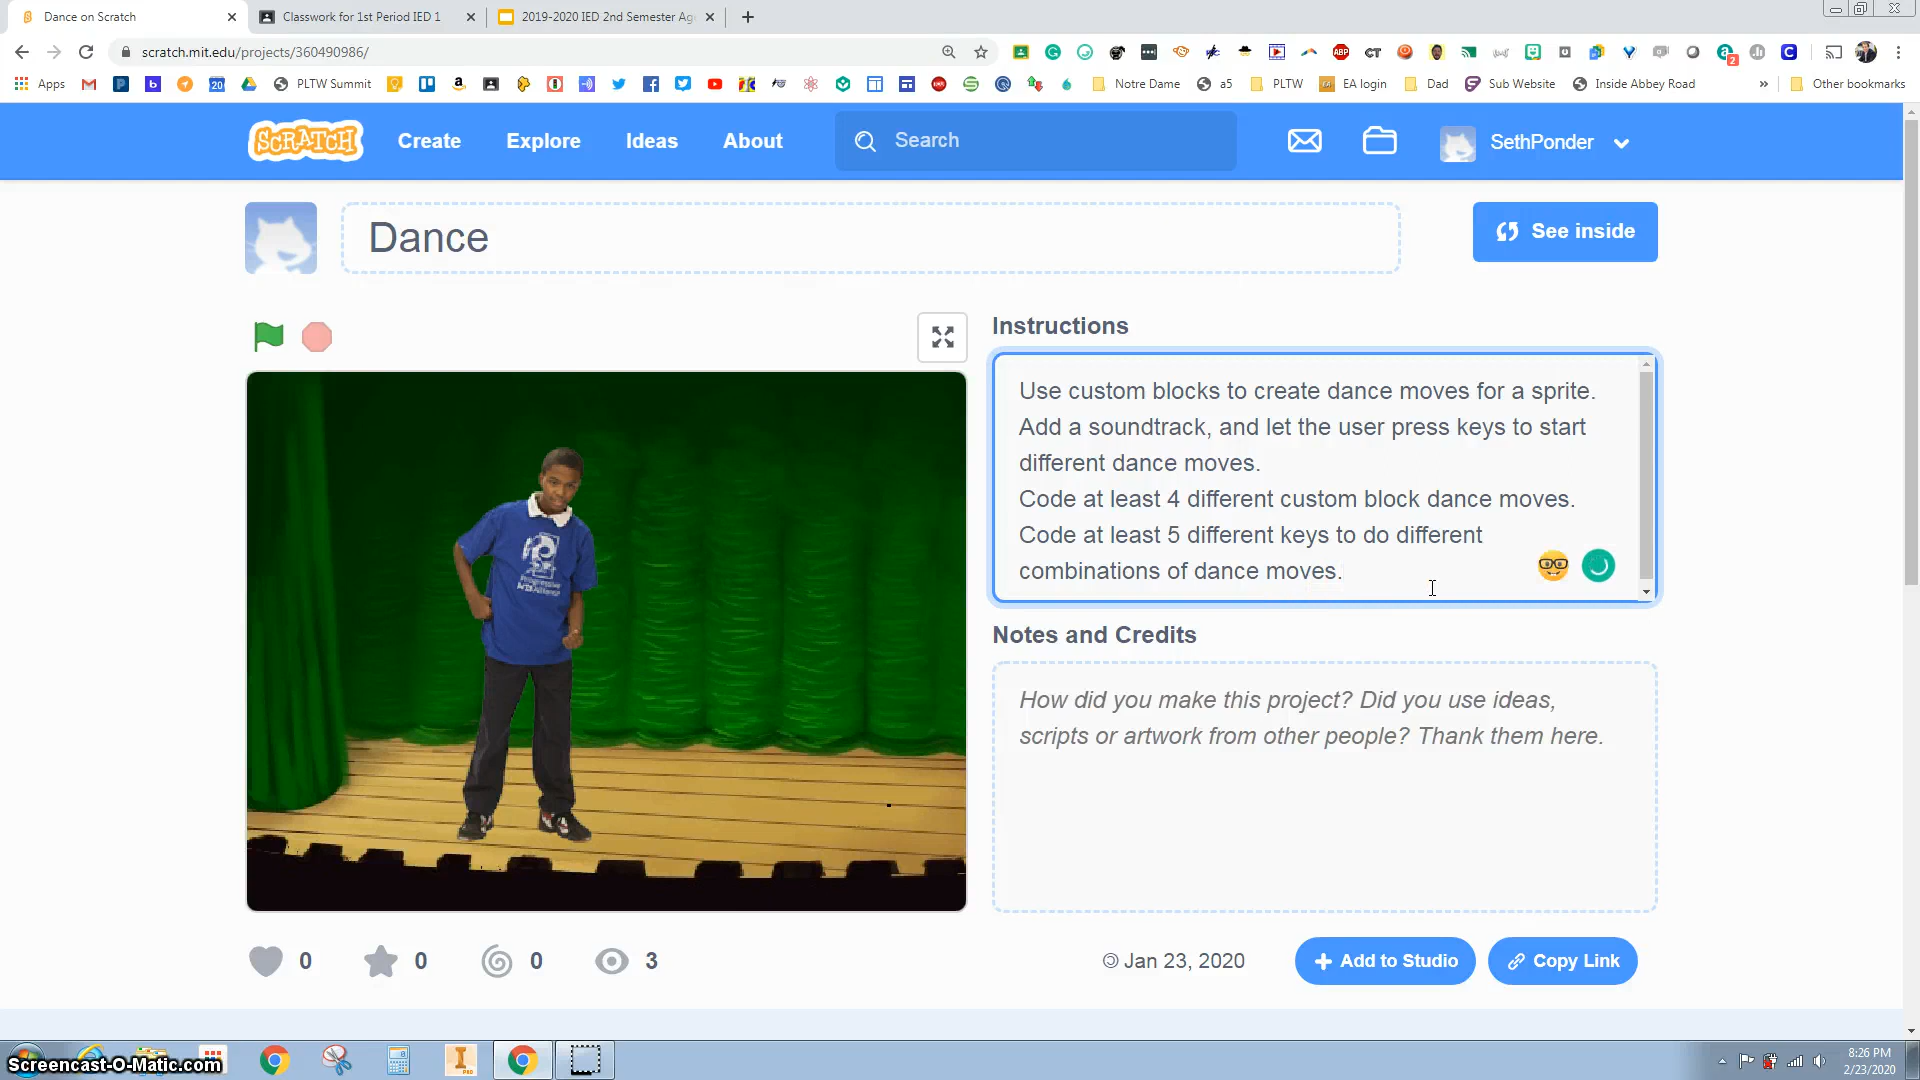 Dance on Scratch
Classwork for 1st Period IED 1
2019-2020 IED 2nd Semester Ag
scratch.mit.edu/projects/360490986/
Apps
PLTW Summit
Notre Dame
a5
PLTW
EA login
Dad
Sub Website
Inside Abbey Road
»
Other bookmarks
SCRATCH
Create
Explore
Ideas
About
Search
SethPonder
Dance
See inside
Instructions
Use custom blocks to create dance moves for a sprite.
Add a soundtrack, and let the user press keys to start
different dance moves.
Code at least 4 different custom block dance moves.
Code at least 5 different keys to do different
combinations of dance moves.
Notes and Credits
How did you make this project? Did you use ideas,
scripts or artwork from other people? Thank them here.
0
0
0
3
Jan 23, 2020
Add to Studio
Copy Link
Screencast-O-Matic.com
8:26 PM
2/23/2020